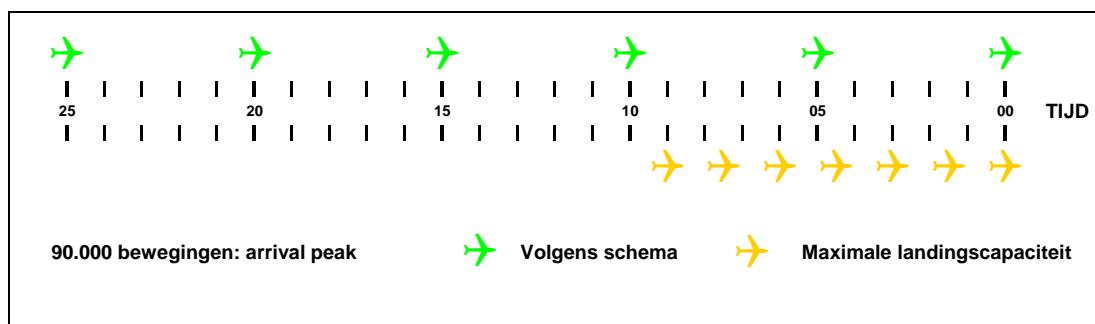 25 20 15 10 05 00 TIJD
90.000 bewegingen: arrival peak Volgens schema Maximale landingscapaciteit